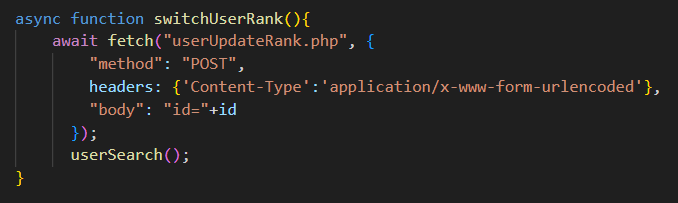 async function switchUserRank(){
await fetch("userUpdateRank.php", {
"method": "POST",
headers: {'Content-Type':'application/x-www-form-urlencoded'},
"body": "id="+id
});
userSearch();
}